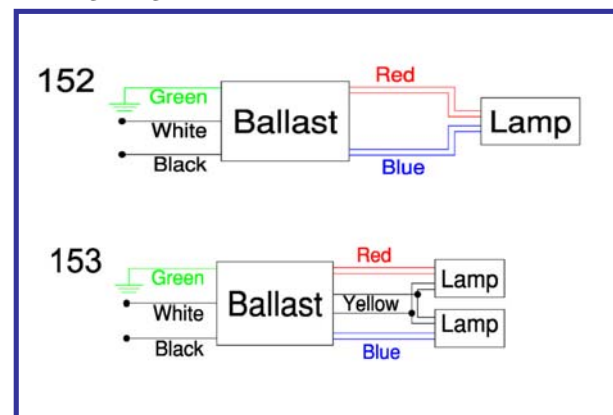 152
Green
White
Black
Ballast
Red
Blue
Lamp
153
Green
White
Black
Ballast
Red
Yellow
Blue
Lamp
Lamp